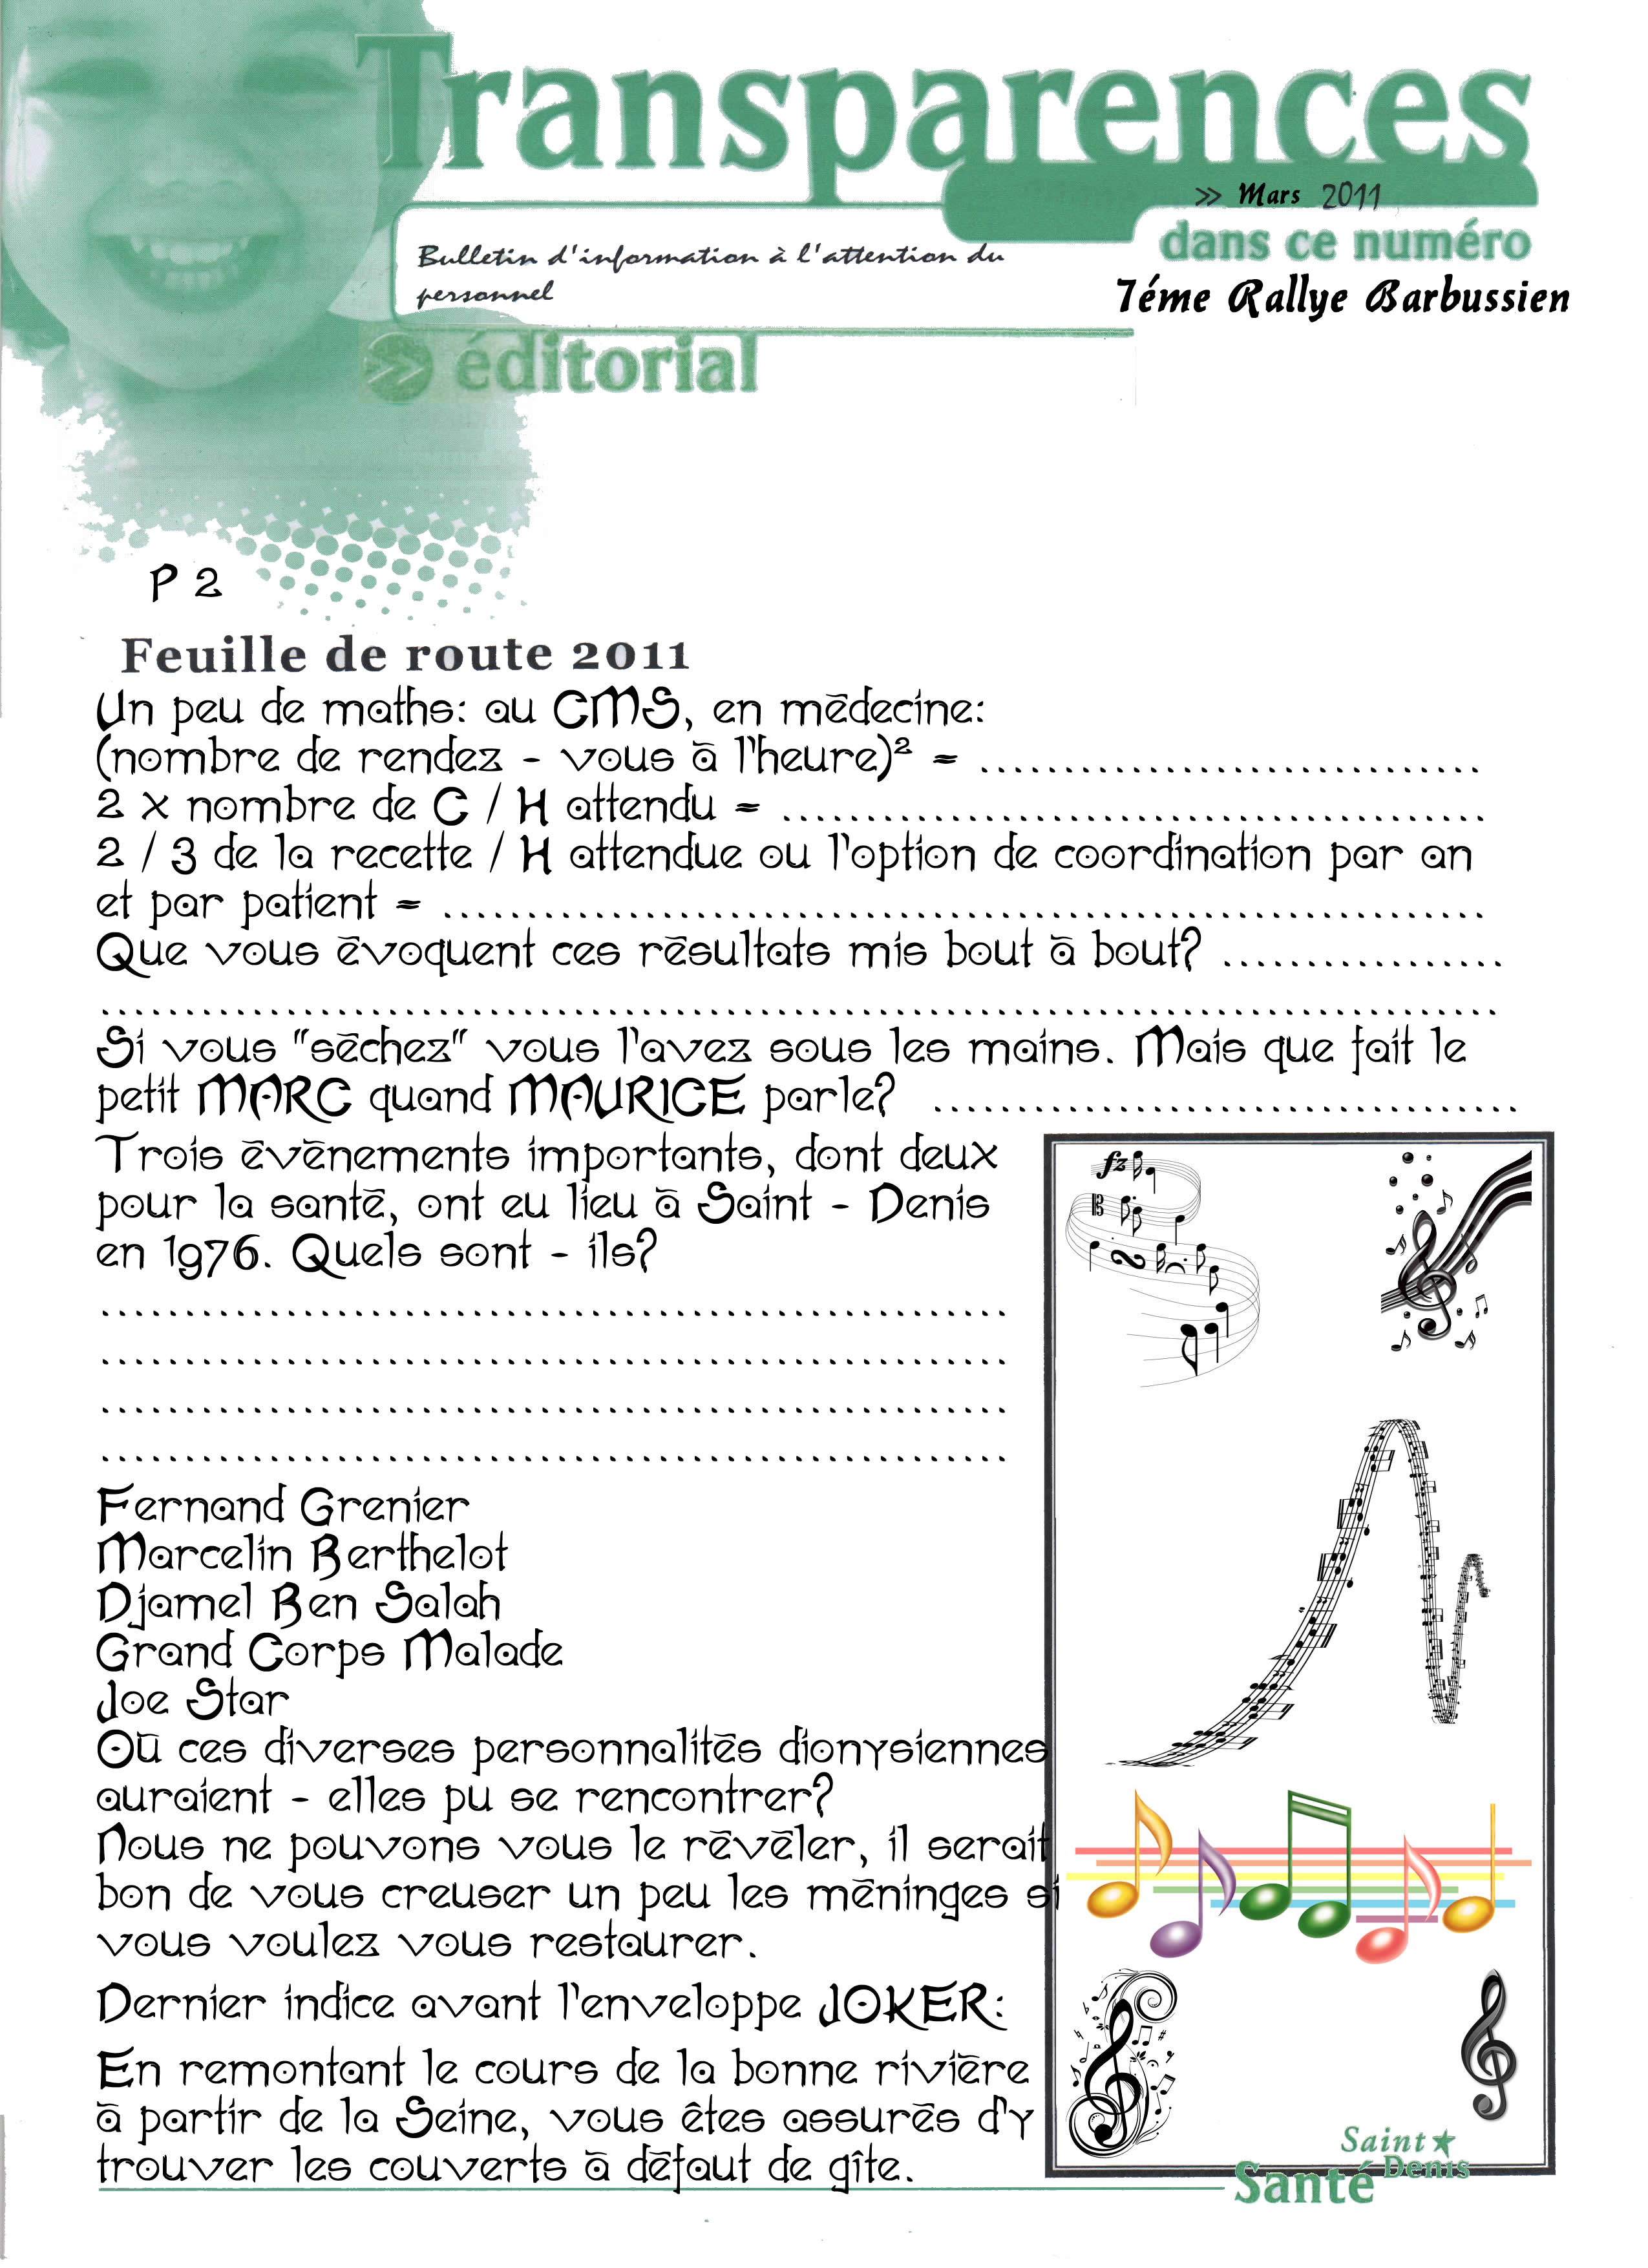 Transparences
>> Mars 2011
dans ce numéro
7éme Rallye Barbussien
Bulletin d'information à l'attention du
personnel
>> éditorial
P 2
Feuille de route 2011
Un peu de maths: au CMS, en médecine:
(nombre de rendez - vous à l'heure)² = ..............................
2 x nombre de C / H attendu = ..........................................
2 / 3 de la recette / H attendue ou l'option de coordination par an
et par patient = ..............................................................
Que vous évoquent ces résultats mis bout à bout? .................
...................................................................................
Si vous "séchez" vous l'avez sous les mains. Mais que fait le
petit MARC quand MAURICE parle? ...................................
Trois évènements importants, dont deux
pour la santé, ont eu lieu à Saint - Denis
en 1976. Quels sont - ils?
......................................................
......................................................
......................................................
......................................................
Fernand Grenier
Marcelin Berthelot
Djamel Ben Salah
Grand Corps Malade
Joe Star
Où ces diverses personnalités dionysiennes
auraient - elles pu se rencontrer?
Nous ne pouvons vous le révéler, il serait
bon de vous creuser un peu les méninges si
vous voulez vous restaurer.
Dernier indice avant l'enveloppe JOKER:
En remontant le cours de la bonne rivière
à partir de la Seine, vous êtes assurés d'y
trouver les couverts à défaut de gîte.
Saint
Denis
Santé